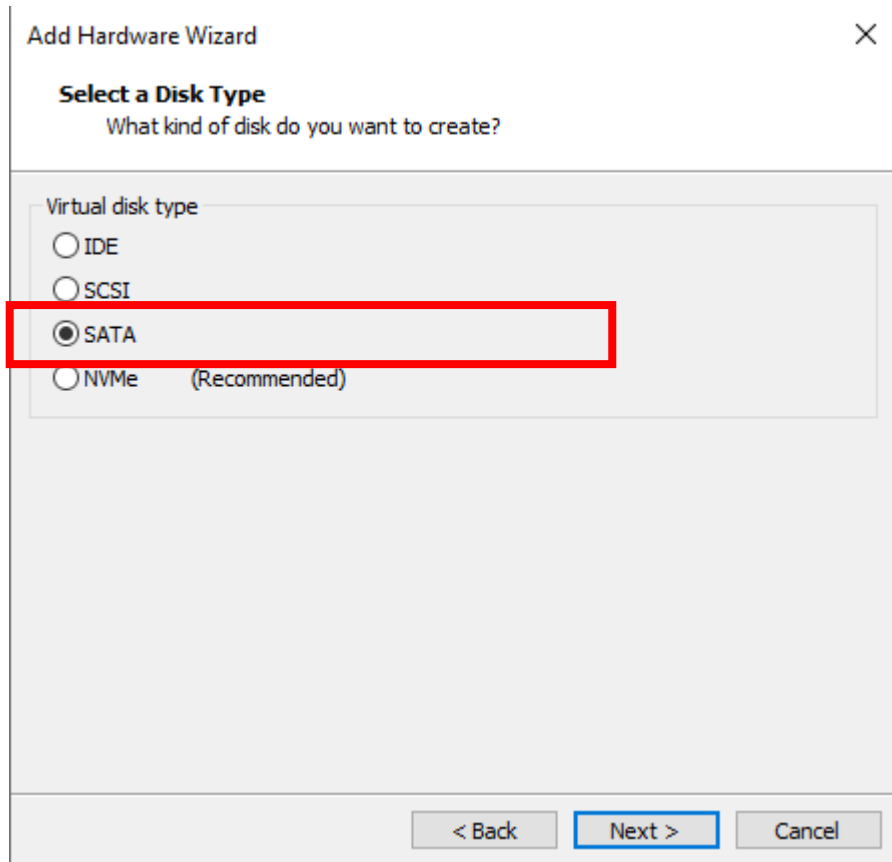 Add Hardware Wizard
Select a Disk Type
What kind of disk do you want to create?
Virtual disk type
IDE
SCSI
SATA
NVMe (Recommended)
< Back Next > Cancel